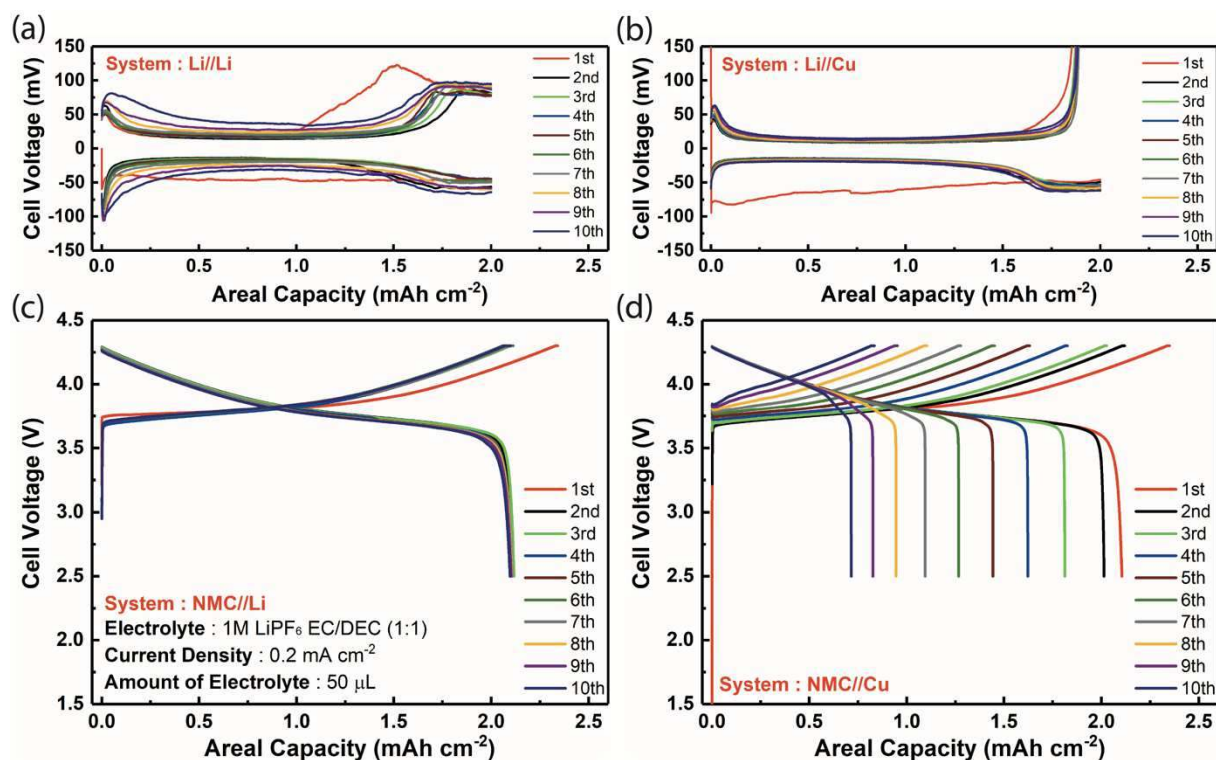 (a)
System : Li//Li
1st
2nd
3rd
4th
5th
6th
7th
8th
9th
10th
150
100
50
0
-50
-100
-150
Cell Voltage (mV)
0.0 0.5 1.0 1.5 2.0 2.5
Areal Capacity (mAh cm⁻²)
(b)
System : Li//Cu
1st
2nd
3rd
4th
5th
6th
7th
8th
9th
10th
150
100
50
0
-50
-100
-150
Cell Voltage (mV)
0.0 0.5 1.0 1.5 2.0 2.5
Areal Capacity (mAh cm⁻²)
(c)
4.5
4.0
3.5
3.0
2.5
2.0
1.5
Cell Voltage (V)
1st
2nd
3rd
4th
5th
6th
7th
8th
9th
10th
System : NMC//Li
Electrolyte : 1M LiPF₆ EC/DEC (1:1)
Current Density : 0.2 mA cm⁻²
Amount of Electrolyte : 50 μL
0.0 0.5 1.0 1.5 2.0 2.5
Areal Capacity (mAh cm⁻²)
(d)
4.5
4.0
3.5
3.0
2.5
2.0
1.5
Cell Voltage (V)
1st
2nd
3rd
4th
5th
6th
7th
8th
9th
10th
System : NMC//Cu
0.0 0.5 1.0 1.5 2.0 2.5
Areal Capacity (mAh cm⁻²)